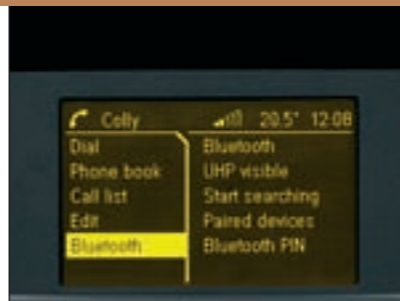 Colly 20.5° 12:08
Dial
Phone book
Call list
Edit
Bluetooth
Bluetooth
UHP visible
Start searching
Paired devices
Bluetooth PIN